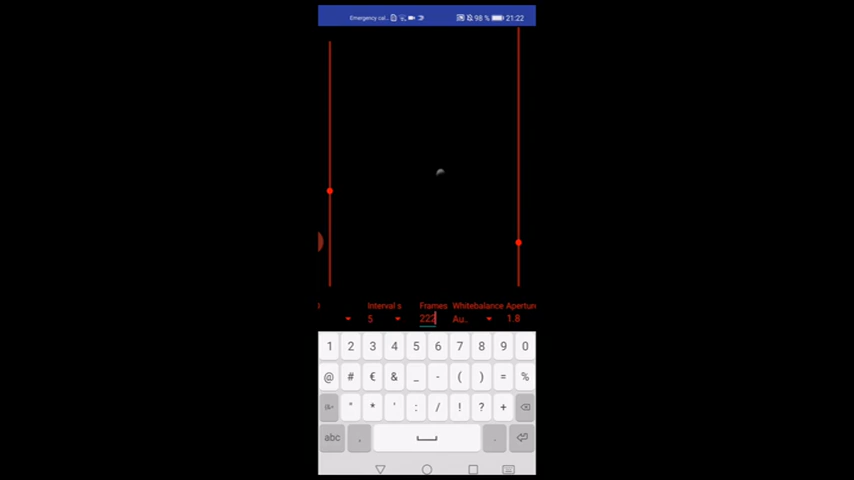 Emergency cal.. 98 % 21:22
Interval s Frames Whitebalance Apertur
5 222 Au.. 1.8
1 2 3 4 5 6 7 8 9 0
@ # € & _ - ( ) = %
" * ' : / ! ? +
abc , .